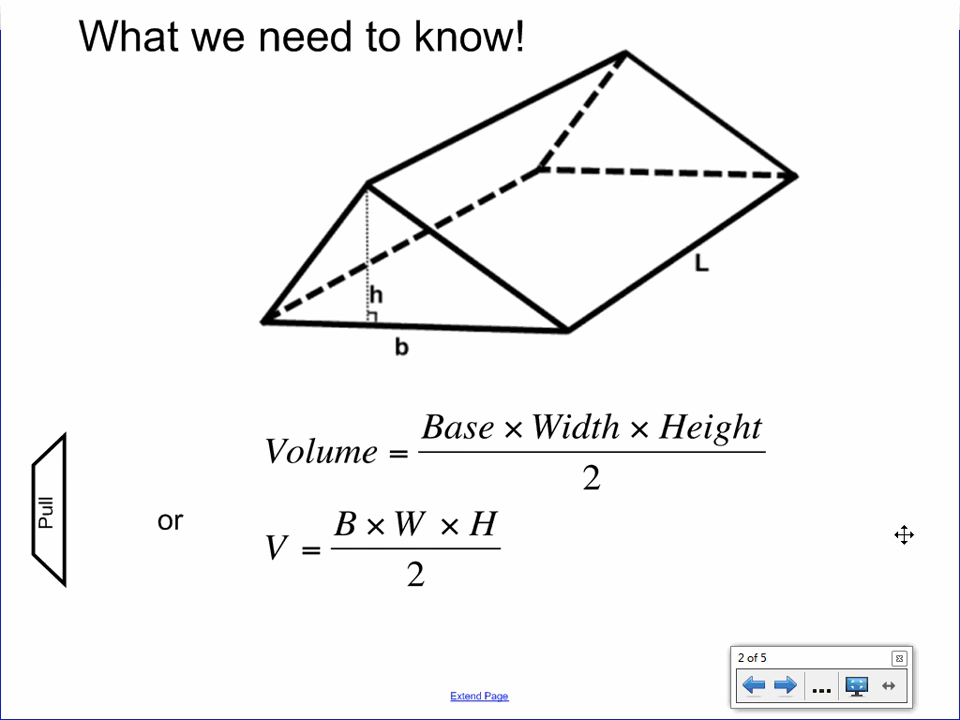 What we need to know!
L
h
b
Volume = Base × Width × Height / 2
Pull
or
V = B × W × H / 2
2 of 5
...
Extend Page